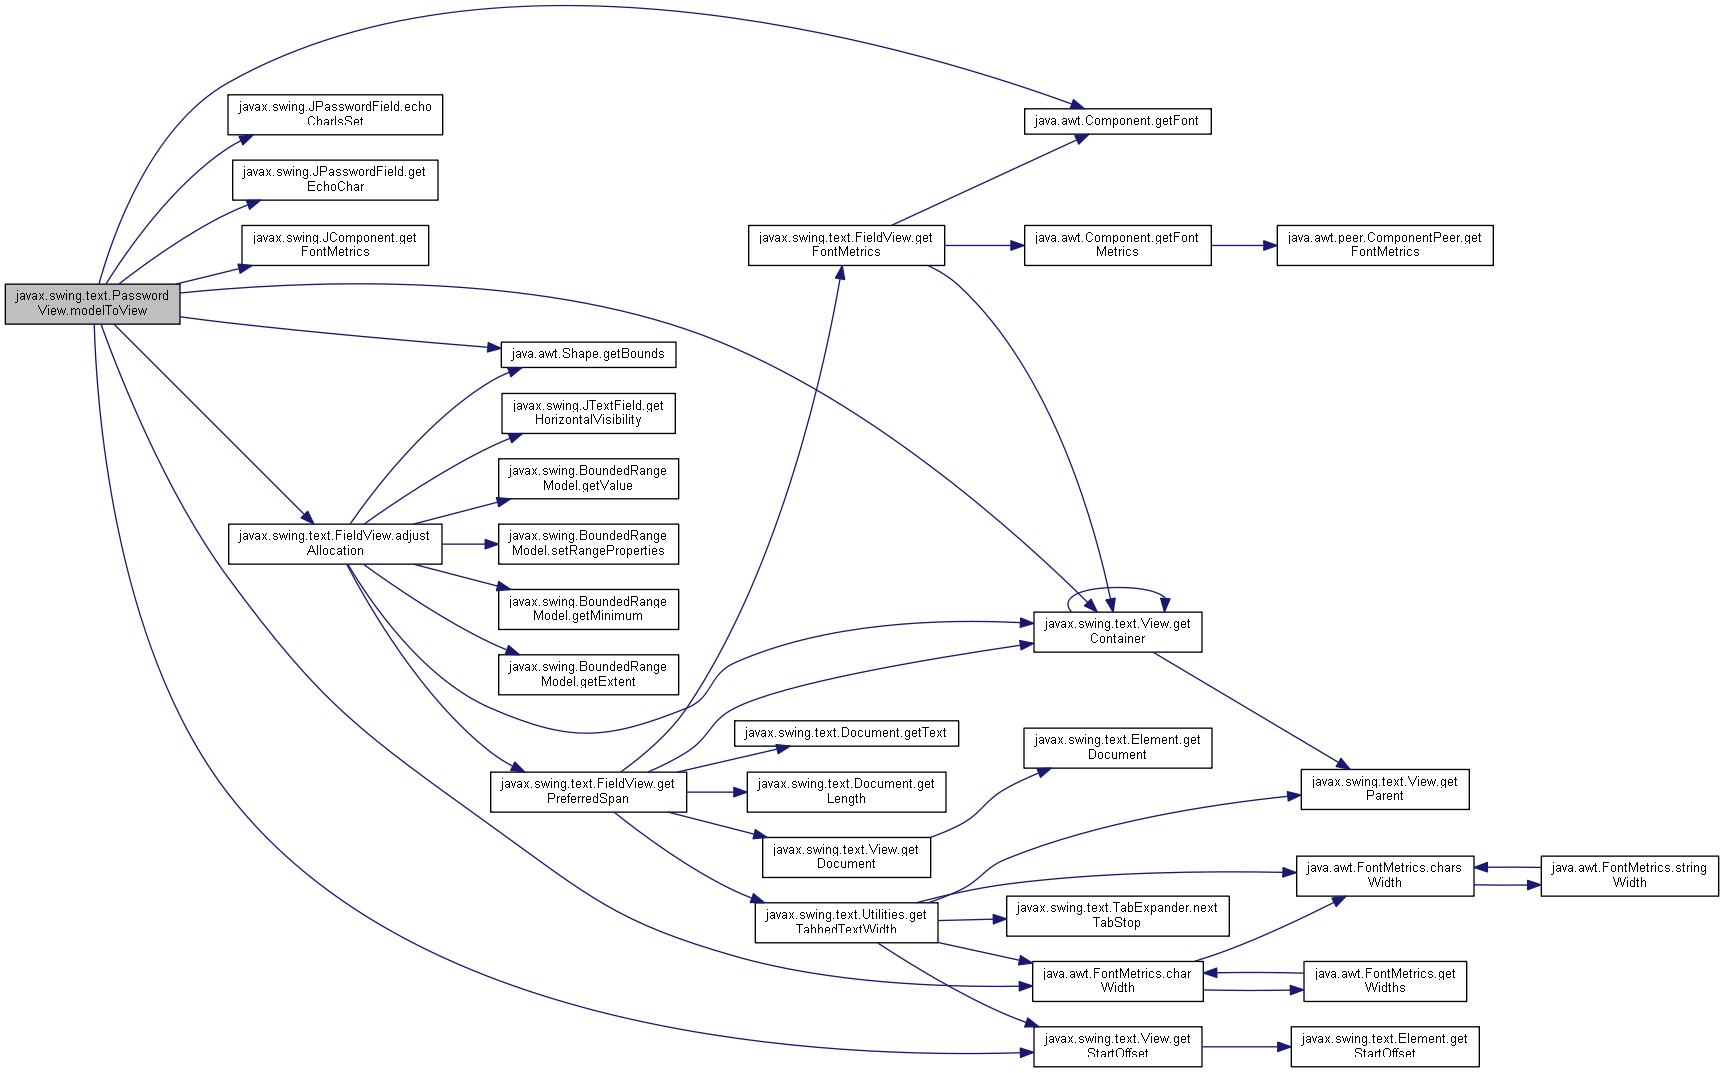 javax.swing.JPasswordField.echo
CharIsSet
javax.swing.JPasswordField.get
EchoChar
javax.swing.JComponent.get
FontMetrics
javax.swing.text.Password
View.modelToView
java.awt.Component.getFont
javax.swing.text.FieldView.get
FontMetrics
java.awt.Component.getFont
Metrics
java.awt.peer.ComponentPeer.get
FontMetrics
java.awt.Shape.getBounds
javax.swing.JTextField.get
HorizontalVisibility
javax.swing.BoundedRange
Model.getValue
javax.swing.text.FieldView.adjust
Allocation
javax.swing.BoundedRange
Model.setRangeProperties
javax.swing.BoundedRange
Model.getMinimum
javax.swing.BoundedRange
Model.getExtent
javax.swing.text.View.get
Container
javax.swing.text.Document.getText
javax.swing.text.Element.get
Document
javax.swing.text.FieldView.get
PreferredSpan
javax.swing.text.Document.get
Length
javax.swing.text.View.get
Parent
javax.swing.text.View.get
Document
java.awt.FontMetrics.chars
Width
java.awt.FontMetrics.string
Width
javax.swing.text.Utilities.get
TabbedTextWidth
javax.swing.text.TabExpander.next
TabStop
java.awt.FontMetrics.char
Width
java.awt.FontMetrics.get
Widths
javax.swing.text.View.get
StartOffset
javax.swing.text.Element.get
StartOffset